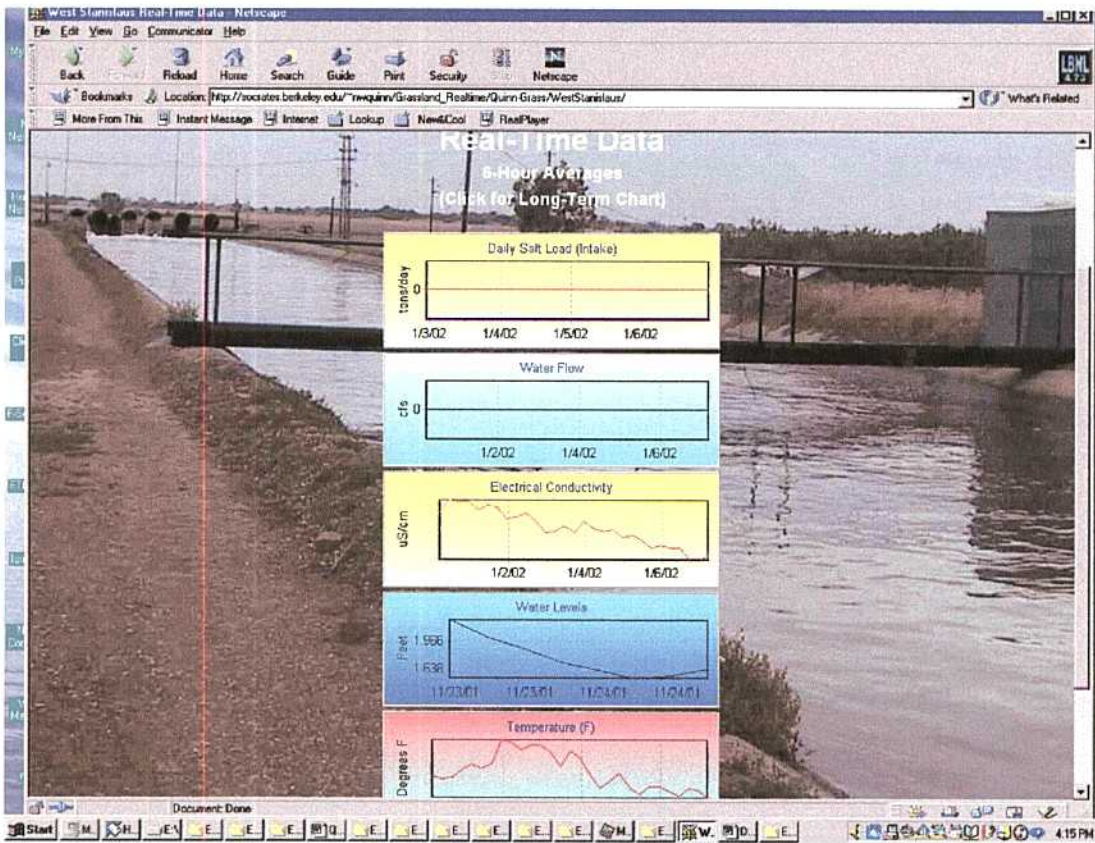 West Stanislaus Real-Time Data - Netscape
File Edit View Go Communicator Help
Back Forward Reload Home Search Guide Print Security Stop Netscape
LBNL
Bookmarks Location: http://socrates.berkeley.edu/~nwquinn/Grassland_Realtime/Quinn-Grass/WestStanislaus/ What's Related
More From This Instant Message Internet Lookup New&Cool RealPlayer
Real-Time Data
6-Hour Averages
(Click for Long-Term Chart)
Daily Salt Load (Intake)
tons/day
0
1/3/02 1/4/02 1/5/02 1/6/02
Water Flow
cfs
0
1/2/02 1/4/02 1/6/02
Electrical Conductivity
uS/cm
1/2/02 1/4/02 1/6/02
Water Levels
Feet
1.966
1.638
11/23/01 11/23/01 11/24/01 11/24/01
Temperature (F)
Degrees F
Document: Done
Start M... H... E:\ E... E... E... Q... E... E... E... E... E... E... M... E... W... D... E... 4:15 PM